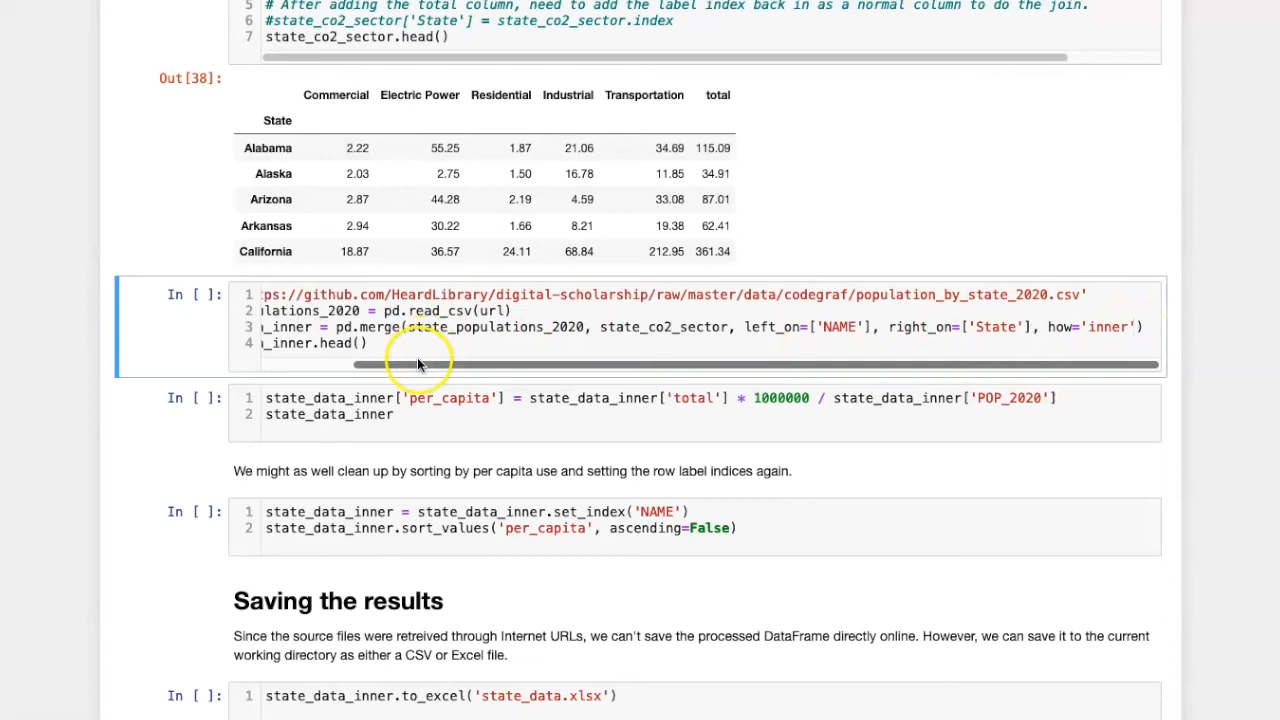 5 # After adding the total column, need to add the label index back in as a normal column to do the join.
6 #state_co2_sector['State'] = state_co2_sector.index
7 state_co2_sector.head()
Out[38]:
Commercial Electric Power Residential Industrial Transportation total
State
Alabama 2.22 55.25 1.87 21.06 34.69 115.09
Alaska 2.03 2.75 1.50 16.78 11.85 34.91
Arizona 2.87 44.28 2.19 4.59 33.08 87.01
Arkansas 2.94 30.22 1.66 8.21 19.38 62.41
California 18.87 36.57 24.11 68.84 212.95 361.34
In [ ]: 1 ps://github.com/HeardLibrary/digital-scholarship/raw/master/data/codegraf/population_by_state_2020.csv'
2 ulations_2020 = pd.read_csv(url)
3 a_inner = pd.merge(state_populations_2020, state_co2_sector, left_on=['NAME'], right_on=['State'], how='inner')
4 a_inner.head()
In [ ]: 1 state_data_inner['per_capita'] = state_data_inner['total'] * 1000000 / state_data_inner['POP_2020']
2 state_data_inner
We might as well clean up by sorting by per capita use and setting the row label indices again.
In [ ]: 1 state_data_inner = state_data_inner.set_index('NAME')
2 state_data_inner.sort_values('per_capita', ascending=False)
Saving the results
Since the source files were retreived through Internet URLs, we can't save the processed DataFrame directly online. However, we can save it to the current
working directory as either a CSV or Excel file.
In [ ]: 1 state_data_inner.to_excel('state_data.xlsx')